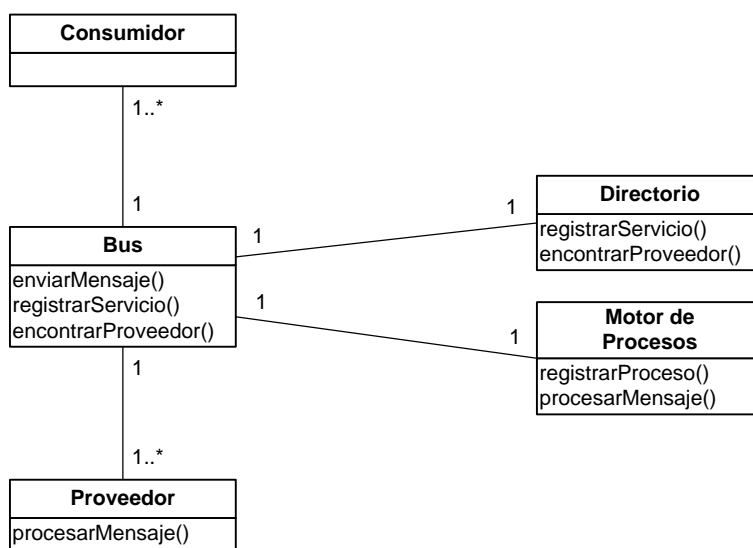 Consumidor
1..*
1
Bus
enviarMensaje()
registrarServicio()
encontrarProveedor()
1
1
Directorio
registrarServicio()
encontrarProveedor()
1
1
Motor de
Procesos
registrarProceso()
procesarMensaje()
1
1..*
Proveedor
procesarMensaje()